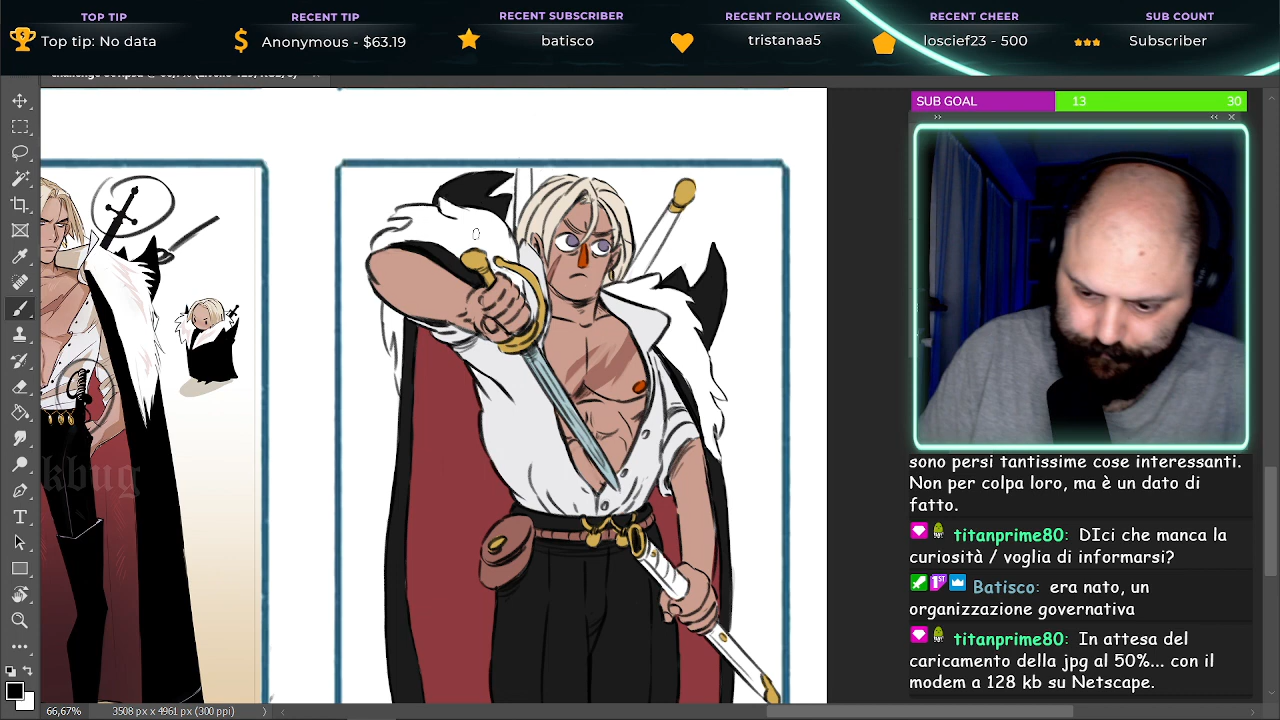 TOP TIP
Top tip: No data
RECENT TIP
Anonymous - $63.19
RECENT SUBSCRIBER
batisco
RECENT FOLLOWER
tristanaa5
RECENT CHEER
loscief23 - 500
SUB COUNT
Subscriber
SUB GOAL 13 30
sono persi tantissime cose interessanti.
Non per colpa loro, ma è un dato di
fatto.
titanprime80: DIci che manca la
curiosità / voglia di informarsi?
1ST Batisco: era nato, un
organizzazione governativa
titanprime80: In attesa del
caricamento della jpg al 50%... con il
modem a 128 kb su Netscape.
kbug
66,67% 3508 px x 4961 px (300 ppi)